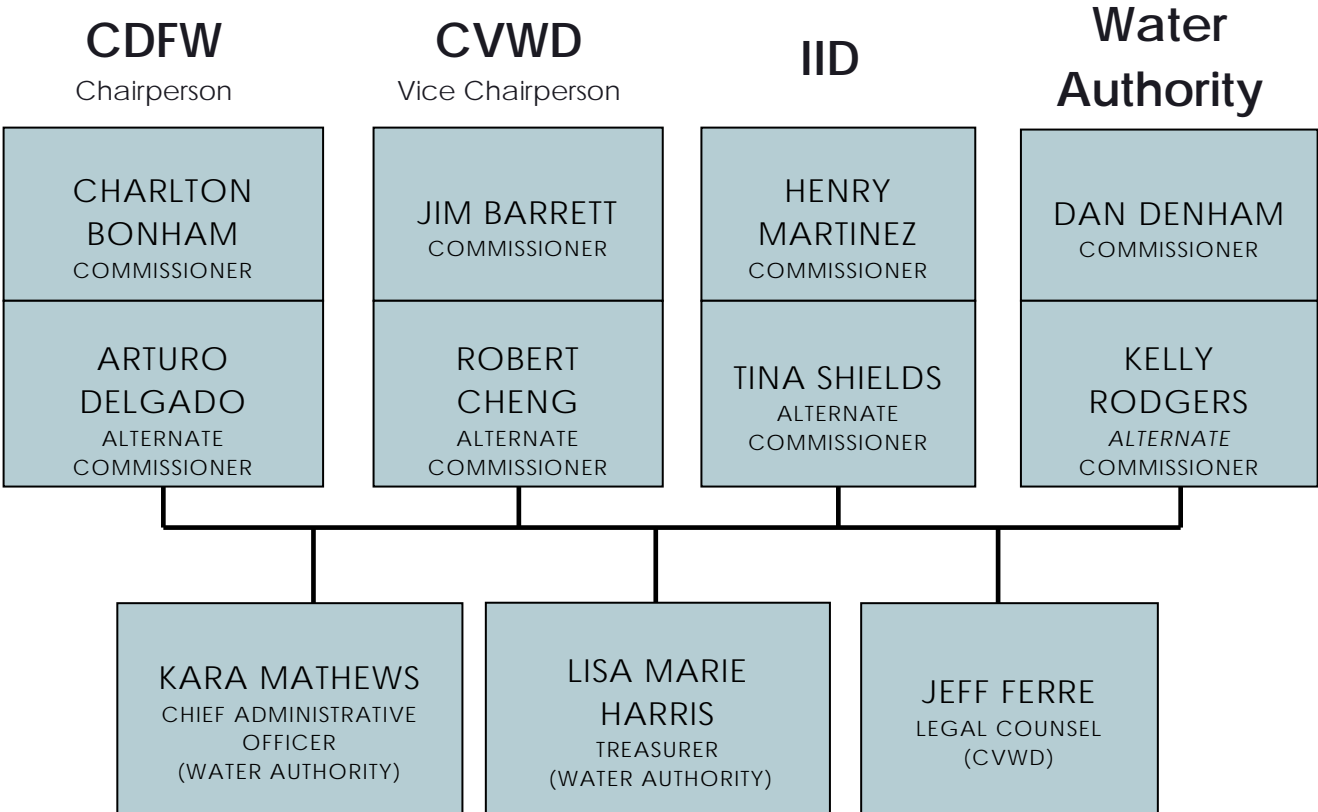 CDFW
Chairperson
CHARLTON
BONHAM
COMMISSIONER
ARTURO
DELGADO
ALTERNATE
COMMISSIONER
CVWD
Vice Chairperson
JIM BARRETT
COMMISSIONER
ROBERT
CHENG
ALTERNATE
COMMISSIONER
IID
HENRY
MARTINEZ
COMMISSIONER
TINA SHIELDS
ALTERNATE
COMMISSIONER
Water
Authority
DAN DENHAM
COMMISSIONER
KELLY
RODGERS
ALTERNATE
COMMISSIONER
KARA MATHEWS
CHIEF ADMINISTRATIVE
OFFICER
(WATER AUTHORITY)
LISA MARIE
HARRIS
TREASURER
(WATER AUTHORITY)
JEFF FERRE
LEGAL COUNSEL
(CVWD)